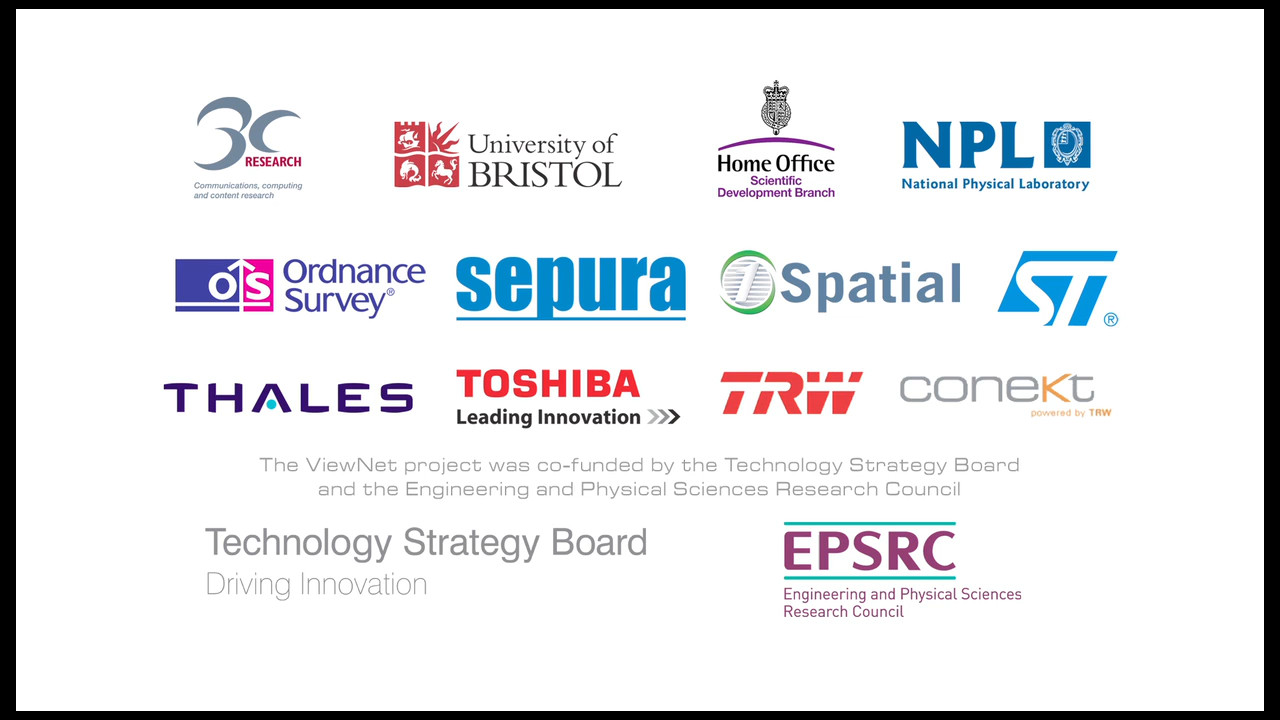 3C RESEARCH
Communications, computing
and content research
University of
BRISTOL
Home Office
Scientific
Development Branch
NPL
National Physical Laboratory
os
Ordnance
Survey®
sepura
1Spatial
ST®
THALES
TOSHIBA
Leading Innovation
TRW
conekt
powered by TRW
The ViewNet project was co-funded by the Technology Strategy Board
and the Engineering and Physical Sciences Research Council
Technology Strategy Board
Driving Innovation
EPSRC
Engineering and Physical Sciences
Research Council